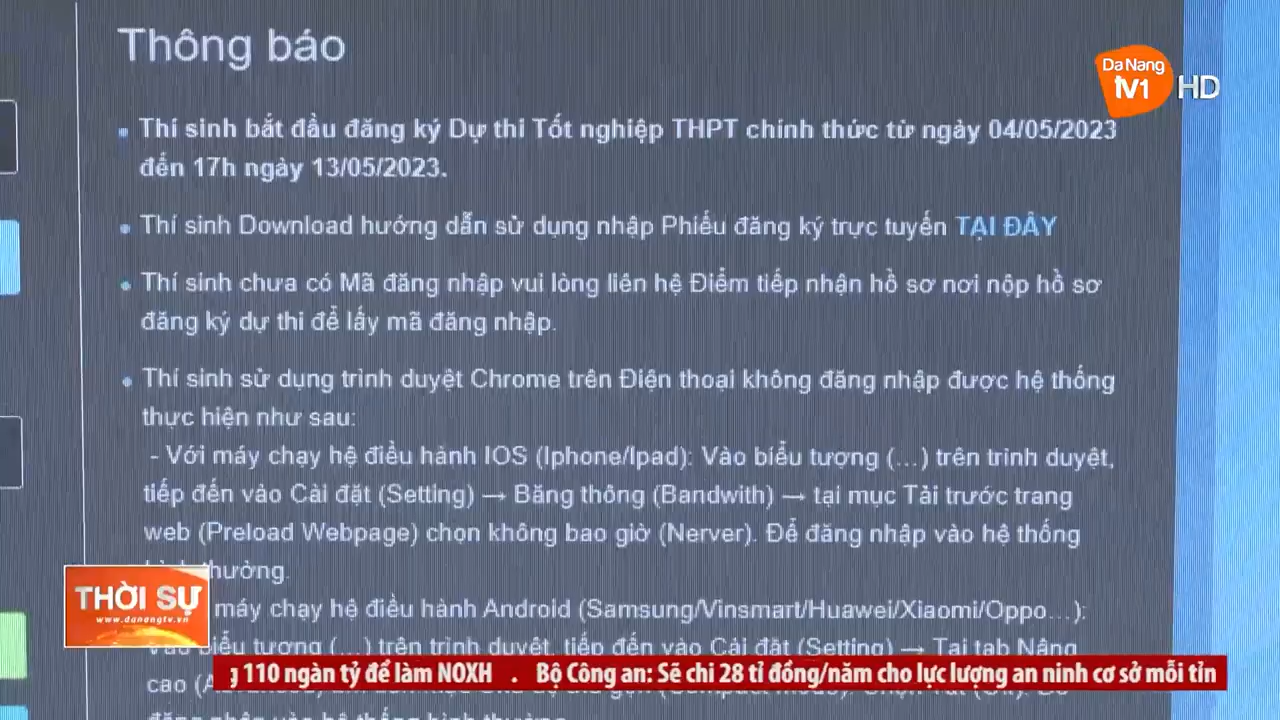 Thông báo
Da Nang
TV1 HD
Thí sinh bắt đầu đăng ký Dự thi Tốt nghiệp THPT chính thức từ ngày 04/05/2023
đến 17h ngày 13/05/2023.
Thí sinh Download hướng dẫn sử dụng nhập Phiếu đăng ký trực tuyến TẠI ĐÂY
Thí sinh chưa có Mã đăng nhập vui lòng liên hệ Điểm tiếp nhận hồ sơ nơi nộp hồ sơ
đăng ký dự thi để lấy mã đăng nhập.
Thí sinh sử dụng trình duyệt Chrome trên Điện thoại không đăng nhập được hệ thống
thực hiện như sau:
- Với máy chạy hệ điều hành IOS (Iphone/Ipad): Vào biểu tượng (...) trên trình duyệt,
tiếp đến vào Cài đặt (Setting) → Băng thông (Bandwith) → tại mục Tải trước trang
web (Preload Webpage) chọn không bao giờ (Nerver). Để đăng nhập vào hệ thống
thường.
máy chạy hệ điều hành Android (Samsung/Vinsmart/Huawei/Xiaomi/Oppo...):
biểu tượng (...) trên trình duyệt, tiếp đến vào Cài đặt (Setting) → Tại tab Nâng
cao
THỜI SỰ
www.danangtv.vn
110 ngàn tỷ để làm NOXH . Bộ Công an: Sẽ chi 28 tỉ đồng/năm cho lực lượng an ninh cơ sở mỗi tỉn